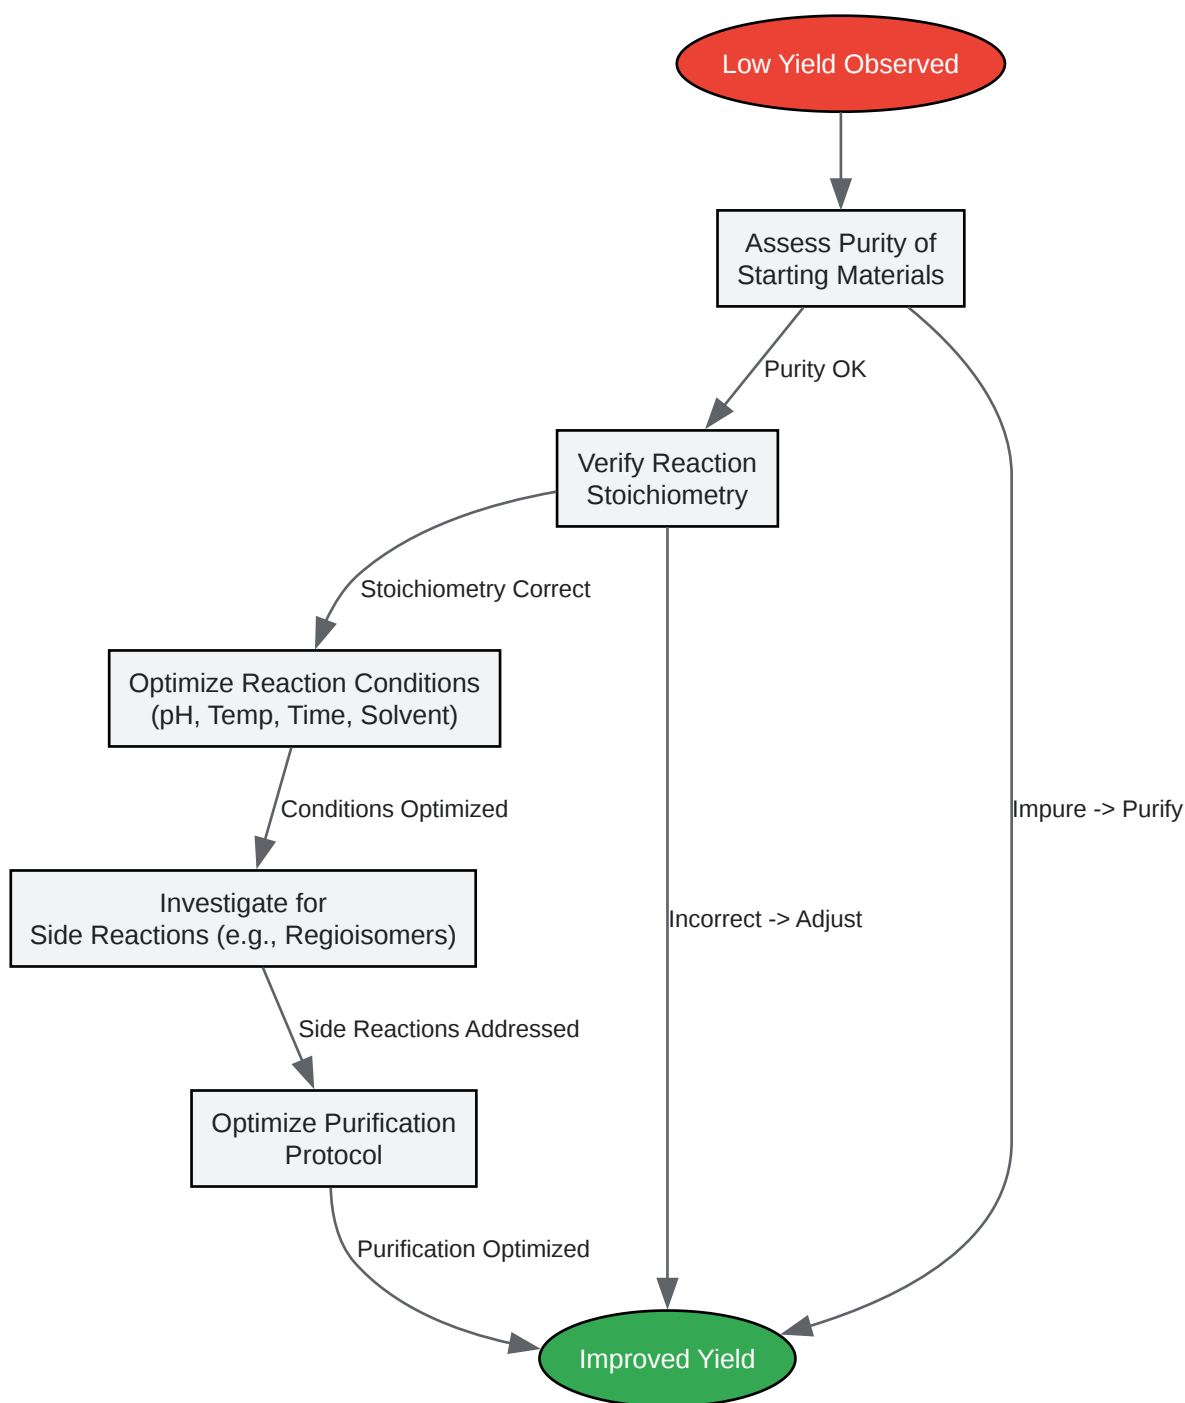 Low Yield Observed
Assess Purity of
Starting Materials
Purity OK
Verify Reaction
Stoichiometry
Stoichiometry Correct
Optimize Reaction Conditions
(pH, Temp, Time, Solvent)
Conditions Optimized
Impure -> Purify
Investigate for
Side Reactions (e.g., Regioisomers)
Incorrect -> Adjust
Side Reactions Addressed
Optimize Purification
Protocol
Purification Optimized
Improved Yield